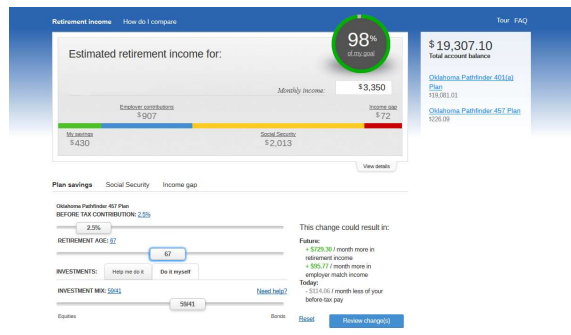 Retirement income How do I compare Tour FAQ
Estimated retirement income for:
98%
of my goal
$19,307.10
Total account balance
Oklahoma Pathfinder 401(a)
Plan
$19,081.01
Oklahoma Pathfinder 457 Plan
$226.09
Monthly income: $3,350
Employer contributions
$907
Income gap
$72
My savings
$430
Social Security
$2,013
View details
Plan savings Social Security Income gap
Oklahoma Pathfinder 457 Plan
BEFORE TAX CONTRIBUTION: 2.5%
2.5%
RETIREMENT AGE: 67
67
INVESTMENTS: Help me do it Do it myself
INVESTMENT MIX: 59/41 Need help?
59/41
Equities Bonds
This change could result in:
Future:
+ $729.30 / month more in
retirement income
+ $95.77 / month more in
employer match income
Today:
- $314.06 / month less of your
before-tax pay
Reset Review change(s)